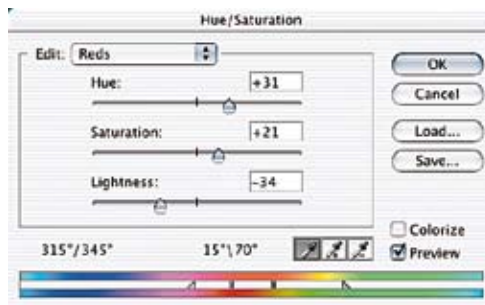 Hue/Saturation
Edit: Reds
Hue: +31
Saturation: +21
Lightness: -34
OK
Cancel
Load...
Save...
Colorize
Preview
315°/345° 15°\70°